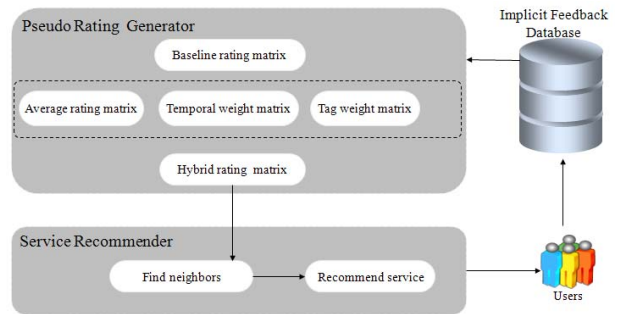 Pseudo Rating Generator
Baseline rating matrix
Average rating matrix
Temporal weight matrix
Tag weight matrix
Hybrid rating matrix
Implicit Feedback
Database
Service Recommender
Find neighbors
Recommend service
Users